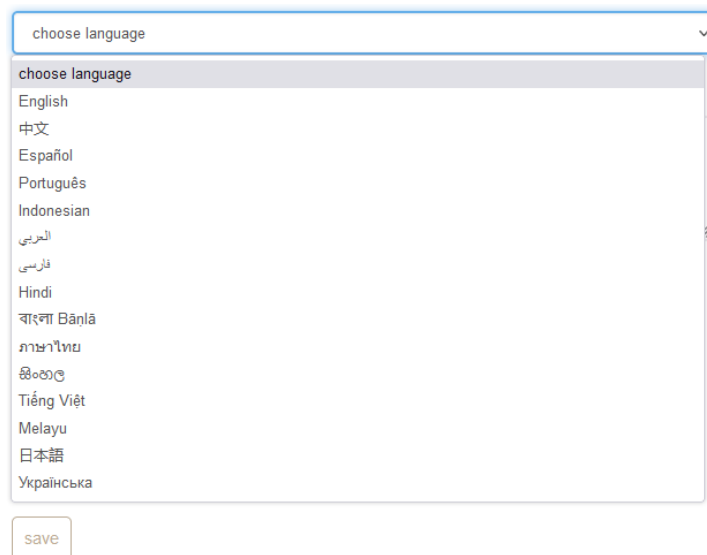 choose language
choose language
English
中文
Español
Português
Indonesian
العربي
فارسی
Hindi
বাংলা Bāṇlā
ภาษาไทย
සිංහල
Tiếng Việt
Melayu
日本語
Українська
save